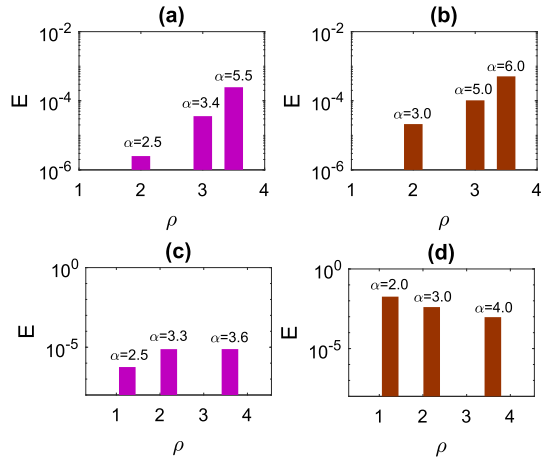 (a)
10^-2
10^-4
10^-6
E
α=2.5
α=3.4
α=5.5
1 2 3 4
ρ
(b)
10^-2
10^-4
10^-6
E
α=3.0
α=5.0
α=6.0
1 2 3 4
ρ
(c)
10^0
10^-5
E
α=2.5
α=3.3
α=3.6
1 2 3 4
ρ
(d)
10^0
10^-5
E
α=2.0
α=3.0
α=4.0
1 2 3 4
ρ